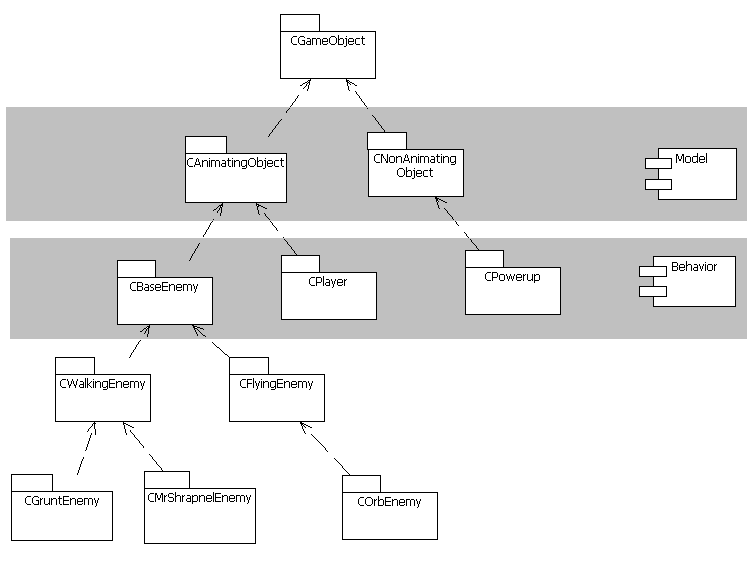 CGameObject
CAnimatingObject
CNonAnimating
Object
Model
CBaseEnemy
CPlayer
CPowerup
Behavior
CWalkingEnemy
CFlyingEnemy
CGruntEnemy
CMrShrapnelEnemy
COrbEnemy